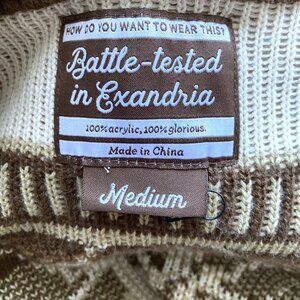 HOW DO YOU WANT TO WEAR THIS?
Battle-tested
in Exandria
100% acrylic, 100% glorious.
Made in China
Medium